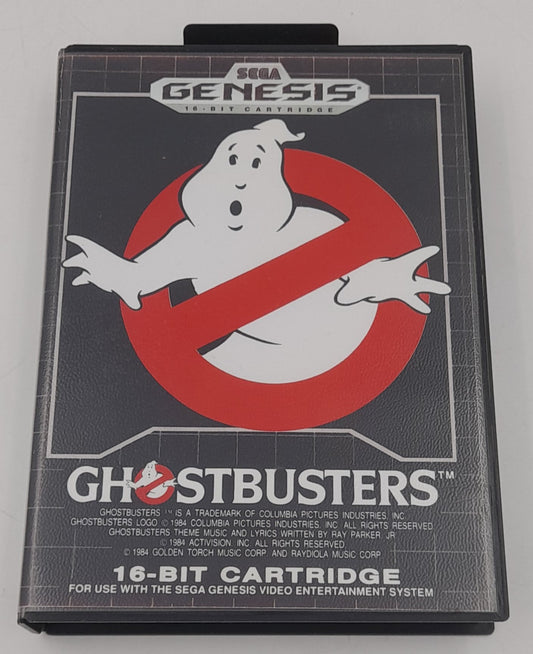 SEGA
GENESIS
16-BIT CARTRIDGE
GHOSTBUSTERS™
GHOSTBUSTERS ™ IS A TRADEMARK OF COLUMBIA PICTURES INDUSTRIES, INC.
GHOSTBUSTERS LOGO © 1984 COLUMBIA PICTURES INDUSTRIES, INC. ALL RIGHTS RESERVED
GHOSTBUSTERS THEME MUSIC AND LYRICS WRITTEN BY RAY PARKER, JR
© 1984 ACTIVISION, INC. ALL RIGHTS RESERVED.
© 1984 GOLDEN TORCH MUSIC CORP. AND RAYDIOLA MUSIC CORP
16-BIT CARTRIDGE
FOR USE WITH THE SEGA GENESIS VIDEO ENTERTAINMENT SYSTEM